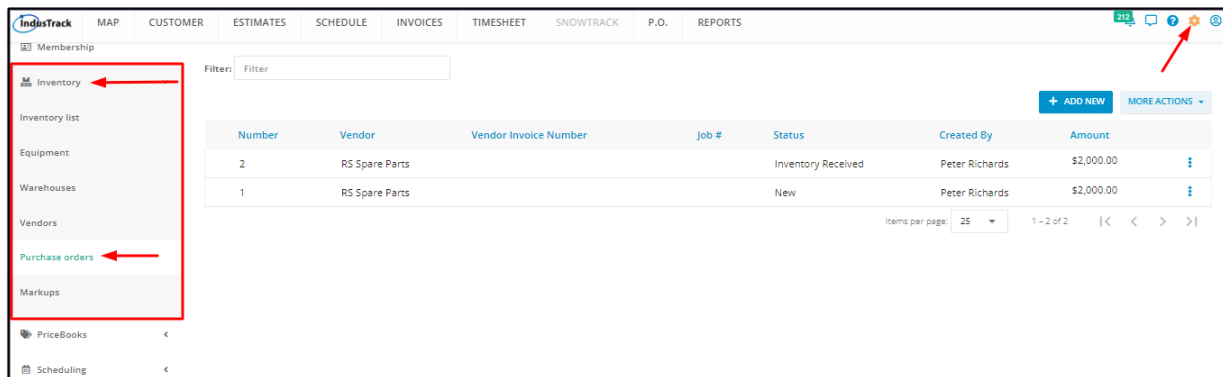 IndusTrack MAP CUSTOMER ESTIMATES SCHEDULE INVOICES TIMESHEET SNOWTRACK P.O. REPORTS 212
Membership
Inventory
Inventory list
Equipment
Warehouses
Vendors
Purchase orders
Markups
PriceBooks
Scheduling
Filter: Filter
+ ADD NEW MORE ACTIONS
Number Vendor Vendor Invoice Number Job # Status Created By Amount
2 RS Spare Parts Inventory Received Peter Richards $2,000.00
1 RS Spare Parts New Peter Richards $2,000.00
Items per page: 25 1 – 2 of 2